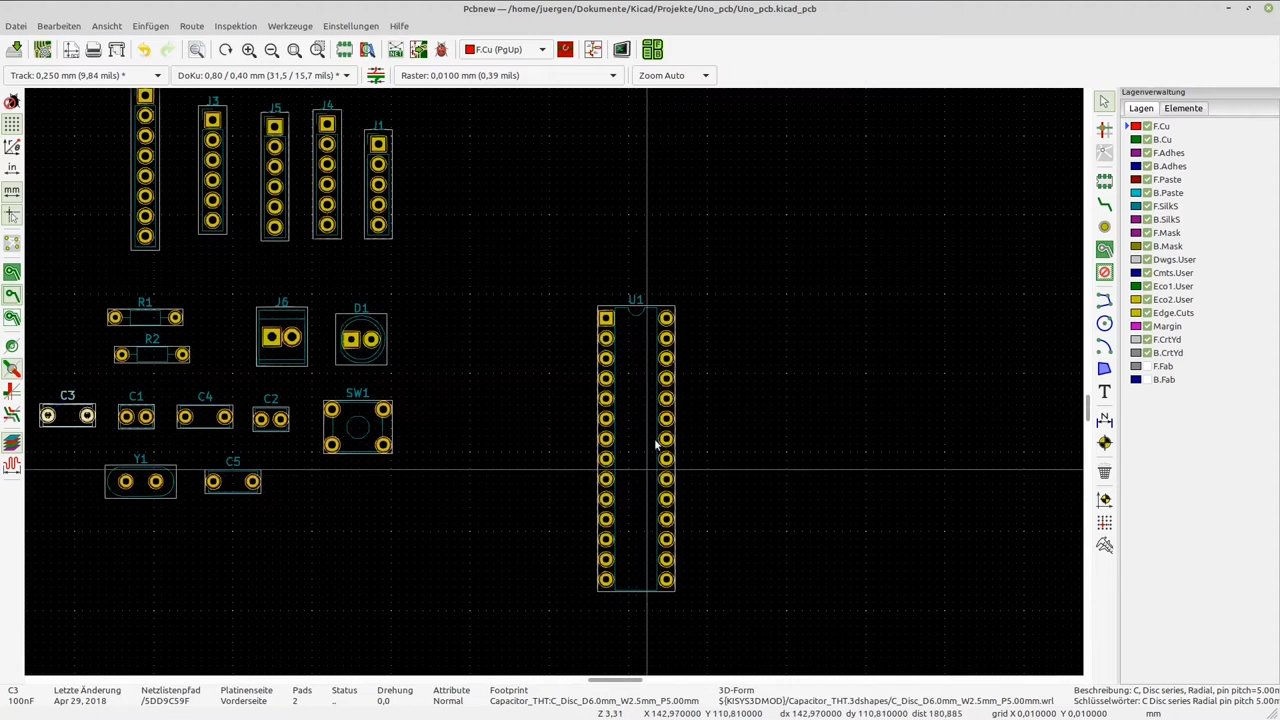 Pcbnew — /home/juergen/Dokumente/Kicad/Projekte/Uno_pcb/Uno_pcb.kicad_pcb
Datei Bearbeiten Ansicht Einfügen Route Inspektion Werkzeuge Einstellungen Hilfe
F.Cu (PgUp)
Track: 0,250 mm (9,84 mils) *
DoKu: 0,80 / 0,40 mm (31,5 / 15,7 mils) *
Raster: 0,0100 mm (0,39 mils)
Zoom Auto
Lagenverwaltung
Lagen Elemente
F.Cu
B.Cu
F.Adhes
B.Adhes
F.Paste
B.Paste
F.SilkS
B.SilkS
F.Mask
B.Mask
Dwgs.User
Cmts.User
Eco1.User
Eco2.User
Edge.Cuts
Margin
F.CrtYd
B.CrtYd
F.Fab
B.Fab
in
mm
J3 J5 J4 J1
R1 J6 D1 U1
R2
C3 C1 C4 C2 SW1
Y1 C5
C3 Letzte Änderung Netzlistenpfad Platinenseite Pads Status Drehung Attribute Footprint 3D-Form Beschreibung: C, Disc series, Radial, pin pitch=5.00m
100nF Apr 29, 2018 /5DD9C59F Vorderseite 2 .. 0,0 Normal Capacitor_THT:C_Disc_D6.0mm_W2.5mm_P5.00mm ${KISYS3DMOD}/Capacitor_THT.3dshapes/C_Disc_D6.0mm_W2.5mm_P5.00mm.wrl Schlüsselwörter: C, Disc series, Radial, pin pitch
Z 3,31 X 142,970000 Y 110,810000 dx 142,970000 dy 110,810000 dist 180,885 grid X 0,010000 Y 0,010000 mm